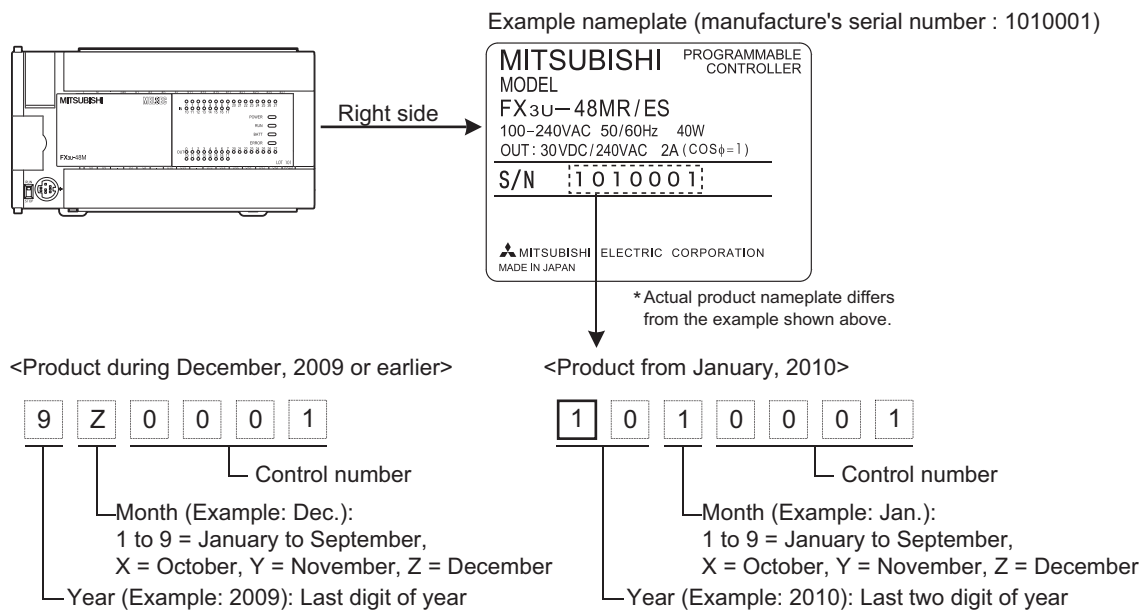 Example nameplate (manufacture's serial number : 1010001)
MITSUBISHI PROGRAMMABLE
CONTROLLER
MODEL
FX3U-48MR/ES
100-240VAC 50/60Hz 40W
OUT: 30VDC/240VAC 2A (COSφ=1)
S/N 1010001
MITSUBISHI ELECTRIC CORPORATION
MADE IN JAPAN
MITSUBISHI
POWER
RUN
BATT
ERROR
FX3U-48M
OUT
LOT 101
Right side
*Actual product nameplate differs
from the example shown above.
<Product during December, 2009 or earlier>
9 Z 0 0 0 1
Control number
Month (Example: Dec.):
1 to 9 = January to September,
X = October, Y = November, Z = December
Year (Example: 2009): Last digit of year
<Product from January, 2010>
1 0 1 0 0 0 1
Control number
Month (Example: Jan.):
1 to 9 = January to September,
X = October, Y = November, Z = December
Year (Example: 2010): Last two digit of year